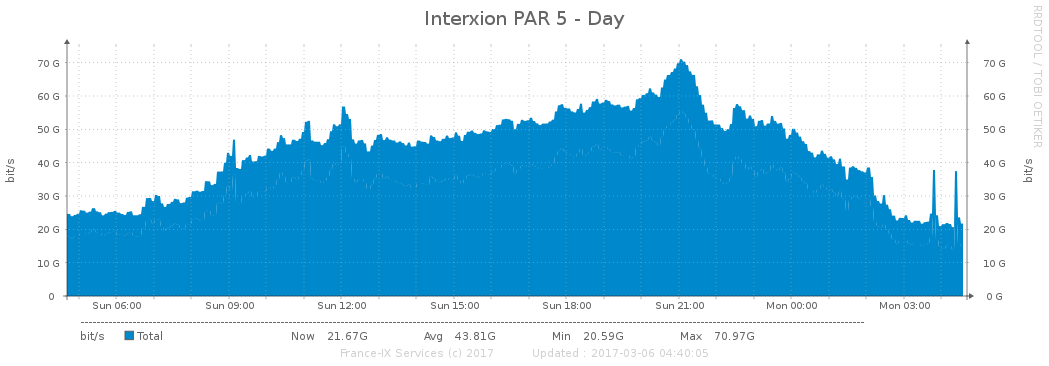 Interxion PAR 5 - Day
RRDTOOL / TOBI OETIKER
bit/s
bit/s
70 G 70 G
60 G 60 G
50 G 50 G
40 G 40 G
30 G 30 G
20 G 20 G
10 G 10 G
0 0 G
Sun 06:00 Sun 09:00 Sun 12:00 Sun 15:00 Sun 18:00 Sun 21:00 Mon 00:00 Mon 03:00
bit/s Total Now 21.67G Avg 43.81G Min 20.59G Max 70.97G
France-IX Services (c) 2017 Updated : 2017-03-06 04:40:05